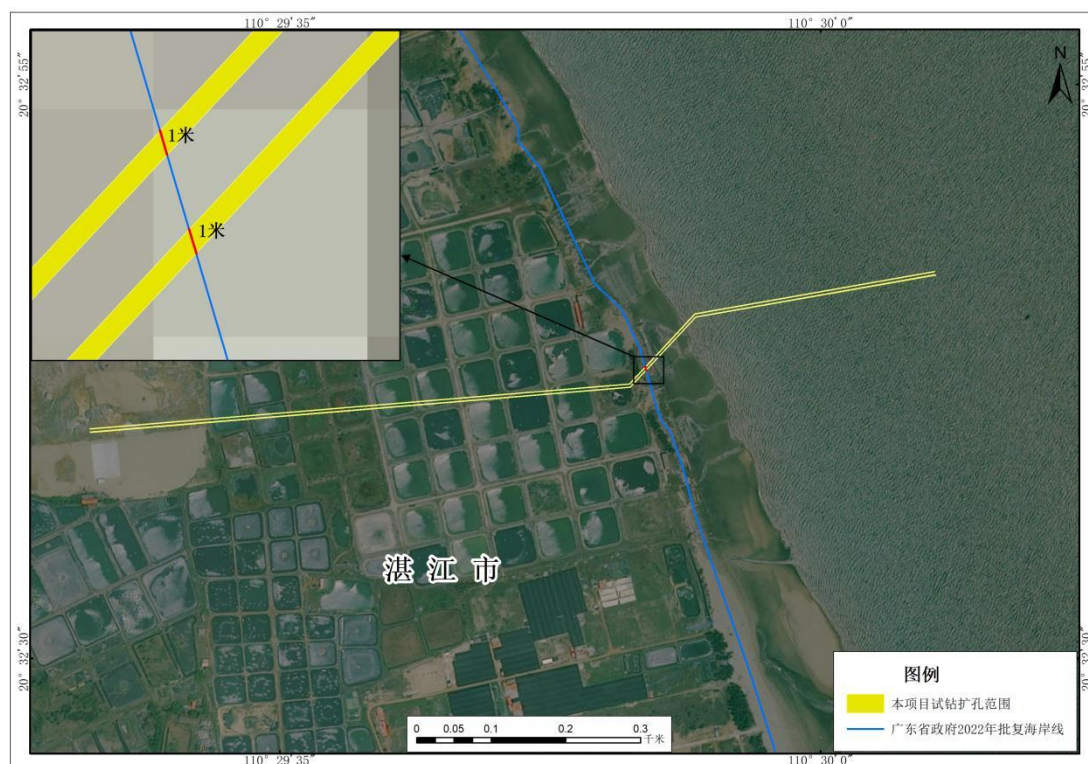 110° 29′35″
110° 30′0″
20° 32′55″
20° 32′55″
N
1米
1米
湛江市
20° 32′30″
20° 32′30″
图例
本项目试钻扩孔范围
广东省政府2022年批复海岸线
0 0.05 0.1 0.2 0.3
千米
110° 29′35″
110° 30′0″